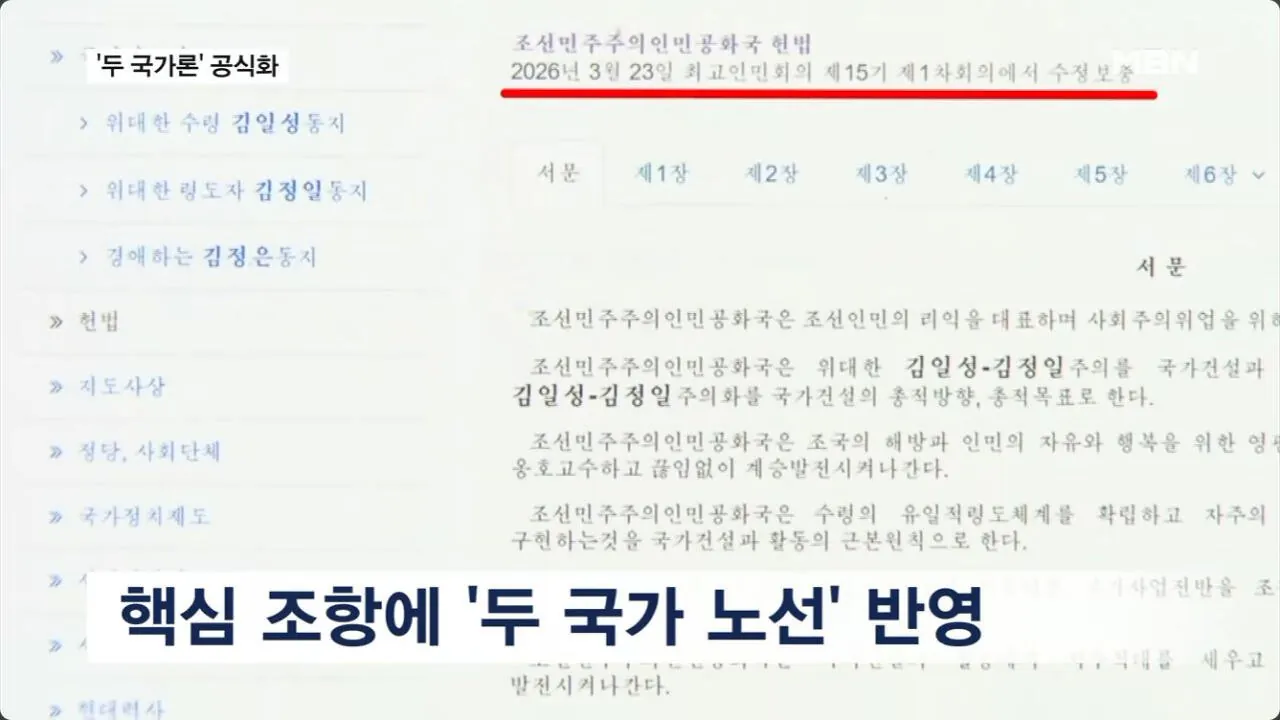 '두 국가론' 공식화
MBN
조선민주주의인민공화국 헌법
2026년 3월 23일 최고인민회의 제15기 제1차회의에서 수정보충
위대한 수령 김일성동지
위대한 령도자 김정일동지
경애하는 김정은동지
헌법
지도사상
정당, 사회단체
국가정치제도
현대력사
서문 제1장 제2장 제3장 제4장 제5장 제6장
서 문
조선민주주의인민공화국은 조선인민의 리익을 대표하며 사회주의위업을
조선민주주의인민공화국은 위대한 김일성-김정일주의를 국가건설과
김일성-김정일주의화를 국가건설의 총적방향, 총적목표로 한다.
조선민주주의인민공화국은 조국의 해방과 인민의 자유와 행복을 위한
옹호고수하고 끊임없이 계승발전시켜나간다.
조선민주주의인민공화국은 수령의 유일적령도체계를 확립하고 자주의
구현하는것을 국가건설과 활동의 근본원칙으로 한다.
세우고
발전시켜나간다.
핵심 조항에 '두 국가 노선' 반영